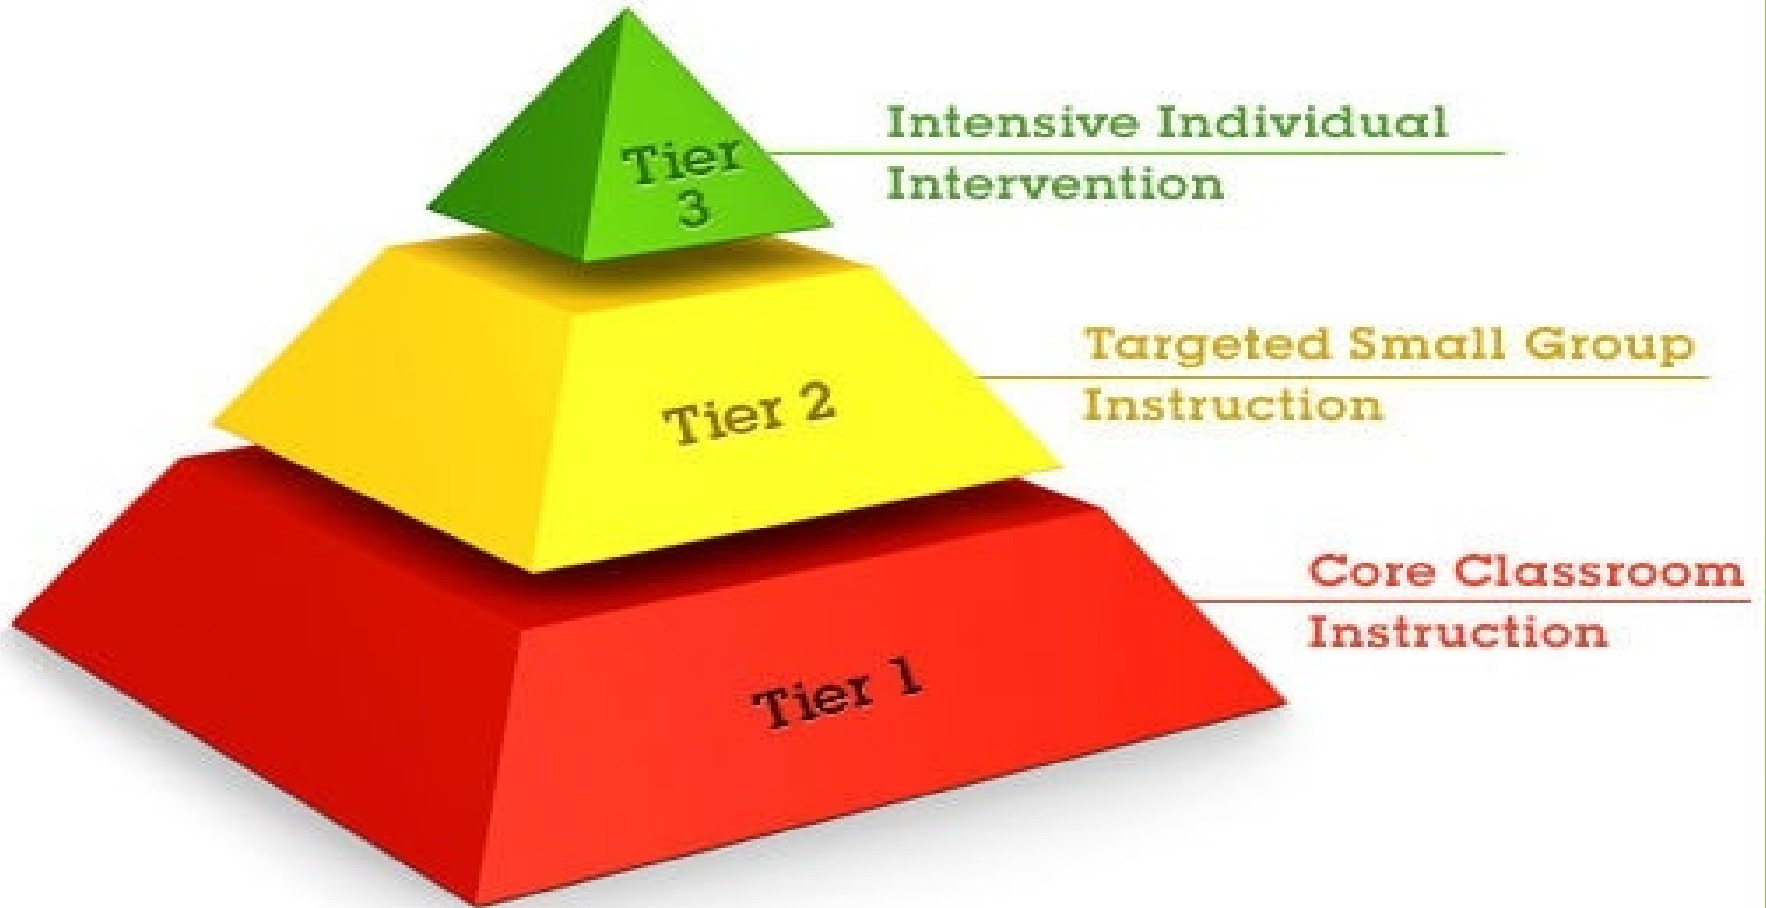 Tier
3
Intensive Individual
Intervention
Tier 2
Targeted Small Group
Instruction
Tier 1
Core Classroom
Instruction